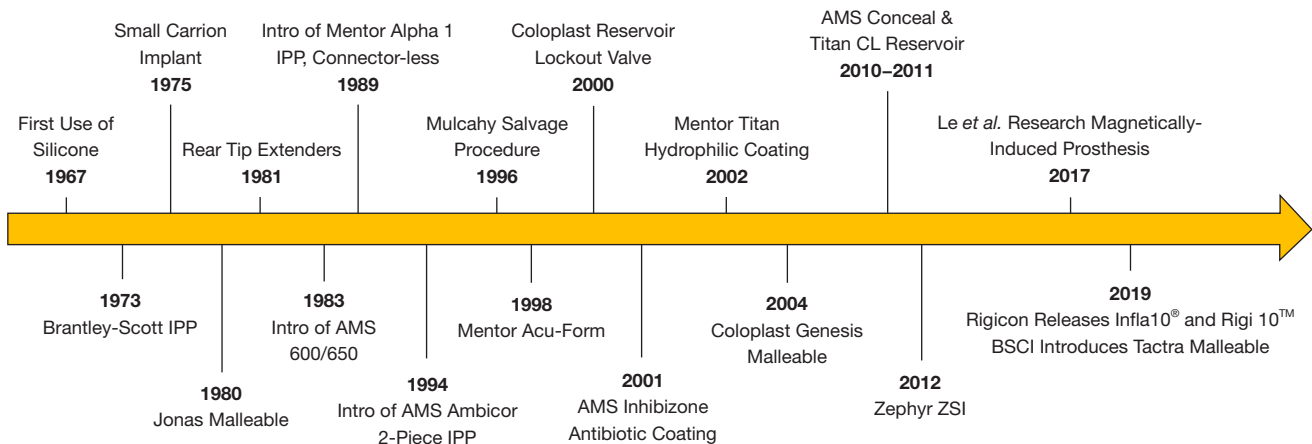 Small Carrion
Implant
1975
Intro of Mentor Alpha 1
IPP, Connector-less
1989
Coloplast Reservoir
Lockout Valve
2000
AMS Conceal &
Titan CL Reservoir
2010–2011
First Use of
Silicone
1967
Rear Tip Extenders
1981
Mulcahy Salvage
Procedure
1996
Mentor Titan
Hydrophilic Coating
2002
Le et al. Research Magnetically-
Induced Prosthesis
2017
1973
Brantley-Scott IPP
1983
Intro of AMS
600/650
1998
Mentor Acu-Form
2004
Coloplast Genesis
Malleable
2019
Rigicon Releases Infla10® and Rigi 10™
BSCI Introduces Tactra Malleable
1980
Jonas Malleable
1994
Intro of AMS Ambicor
2-Piece IPP
2001
AMS Inhibizone
Antibiotic Coating
2012
Zephyr ZSI